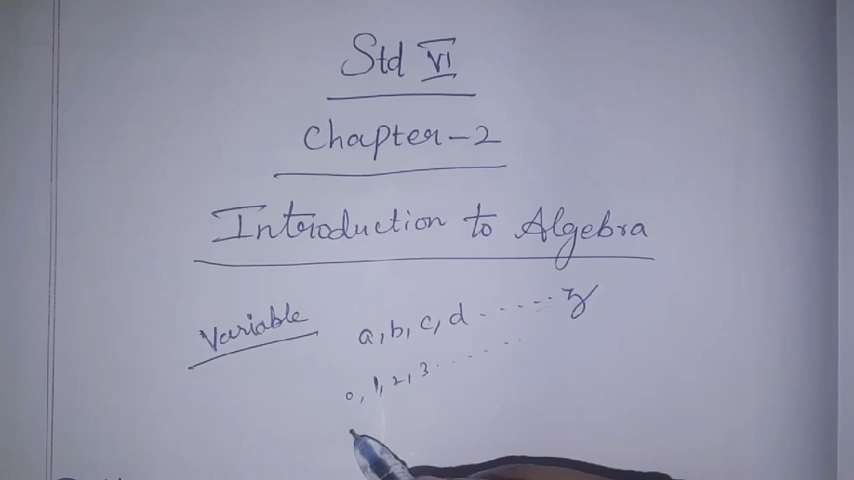 Std VI
Chapter-2
Introduction to Algebra
Variable
a, b, c, d ...... z
0, 1, 2, 3 ......